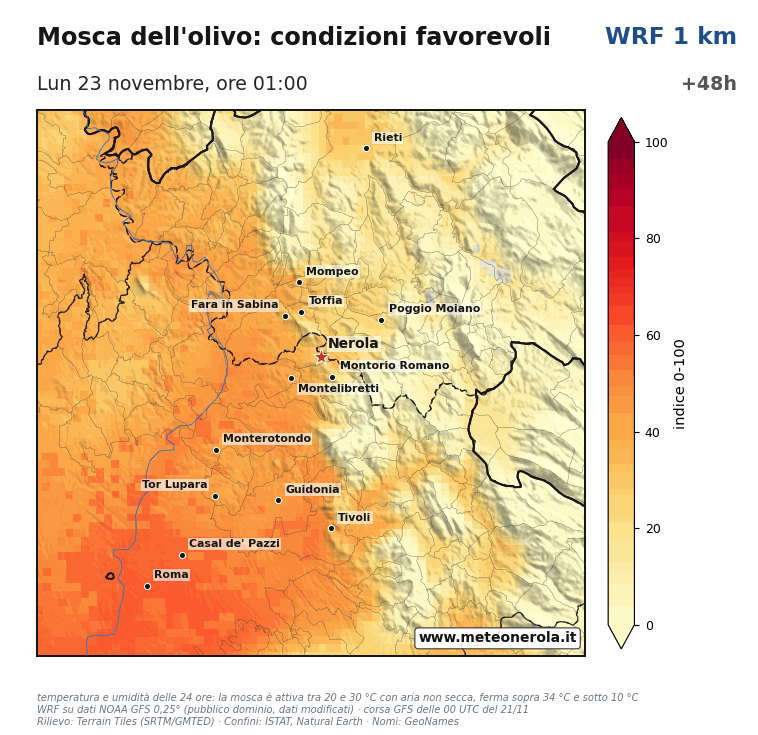 Mosca dell'olivo: condizioni favorevoli
WRF 1 km
Lun 23 novembre, ore 01:00
+48h
Rieti
Mompeo
Fara in Sabina
Toffia
Poggio Moiano
Nerola
Montorio Romano
Montelibretti
Monterotondo
Tor Lupara
Guidonia
Tivoli
Casal de' Pazzi
Roma
www.meteonerola.it
100
80
60
40
20
0
indice 0-100
temperatura e umidità delle 24 ore: la mosca è attiva tra 20 e 30 °C con aria non secca, ferma sopra 34 °C e sotto 10 °C
WRF su dati NOAA GFS 0,25° (pubblico dominio, dati modificati) · corsa GFS delle 00 UTC del 21/11
Rilievo: Terrain Tiles (SRTM/GMTED) · Confini: ISTAT, Natural Earth · Nomi: GeoNames